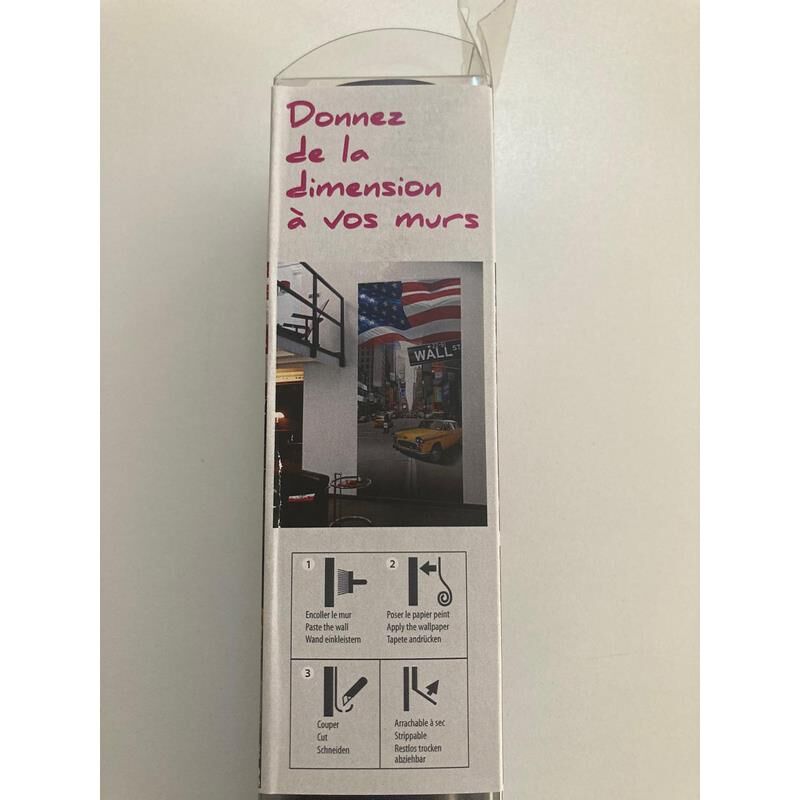 Donnez
de la
dimension
à vos murs
WALL ST
1
Encoller le mur
Paste the wall
Wand einkleistern
2
Poser le papier peint
Apply the wallpaper
Tapete andrücken
3
Couper
Cut
Schneiden
Arrachable à sec
Strippable
Restlos trocken
abziehbar